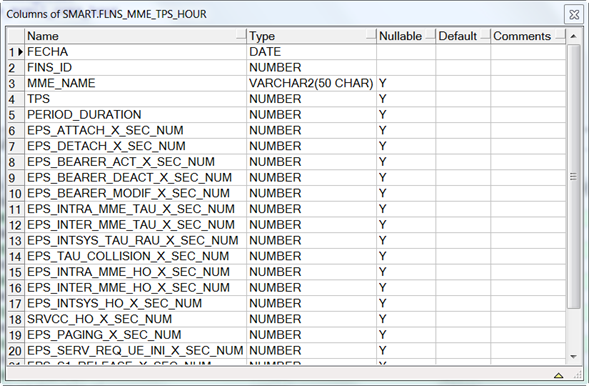 Columns of SMART.FLNS_MME_TPS_HOUR
Name Type Nullable Default Comments
1 FECHA DATE
2 FINS_ID NUMBER
3 MME_NAME VARCHAR2(50 CHAR) Y
4 TPS NUMBER Y
5 PERIOD_DURATION NUMBER Y
6 EPS_ATTACH_X_SEC_NUM NUMBER Y
7 EPS_DETACH_X_SEC_NUM NUMBER Y
8 EPS_BEARER_ACT_X_SEC_NUM NUMBER Y
9 EPS_BEARER_DEACT_X_SEC_NUM NUMBER Y
10 EPS_BEARER_MODIF_X_SEC_NUM NUMBER Y
11 EPS_INTRA_MME_TAU_X_SEC_NUM NUMBER Y
12 EPS_INTER_MME_TAU_X_SEC_NUM NUMBER Y
13 EPS_INTSYS_TAU_RAU_X_SEC_NUM NUMBER Y
14 EPS_TAU_COLLISION_X_SEC_NUM NUMBER Y
15 EPS_INTRA_MME_HO_X_SEC_NUM NUMBER Y
16 EPS_INTER_MME_HO_X_SEC_NUM NUMBER Y
17 EPS_INTSYS_HO_X_SEC_NUM NUMBER Y
18 SRVCC_HO_X_SEC_NUM NUMBER Y
19 EPS_PAGING_X_SEC_NUM NUMBER Y
20 EPS_SERV_REQ_UE_INI_X_SEC_NUM NUMBER Y
21 EPS_S1_RELEASE_X_SEC_NUM NUMBER Y